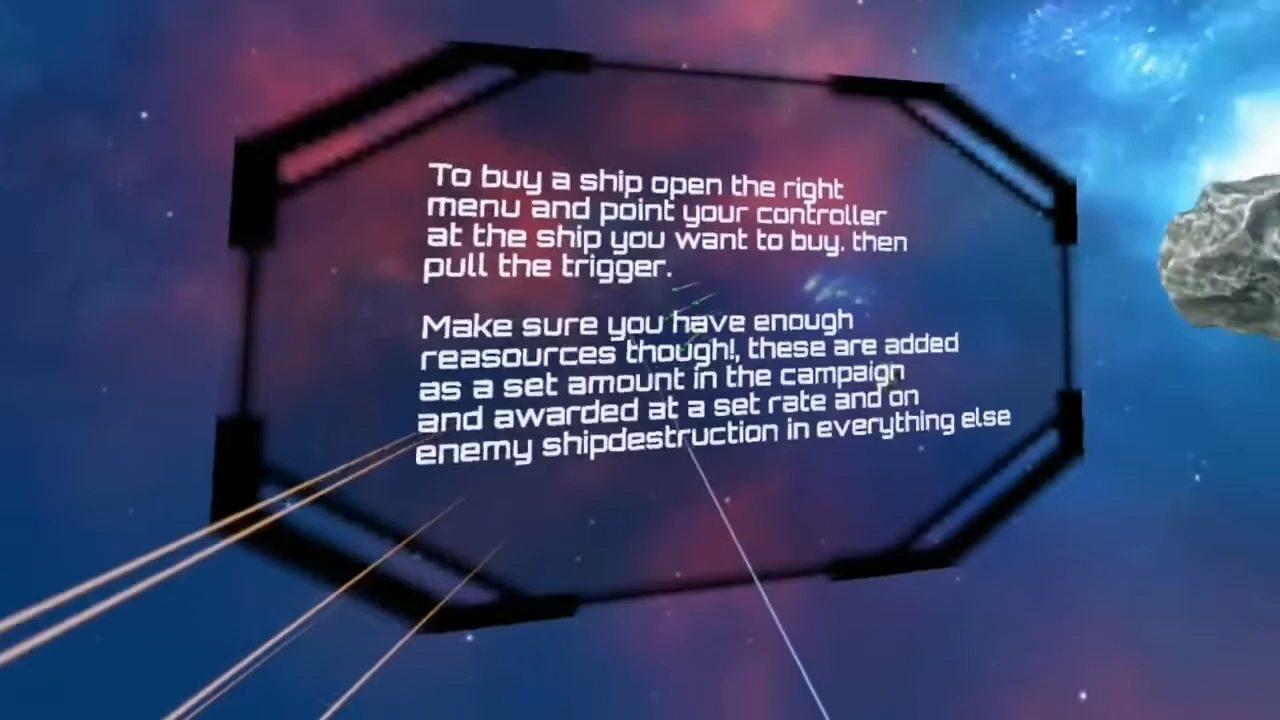 To buy a ship open the right
menu and point your controller
at the ship you want to buy. then
pull the trigger.
Make sure you have enough
reasources though!, these are added
as a set amount in the campaign
and awarded at a set rate and on
enemy shipdestruction in everything else